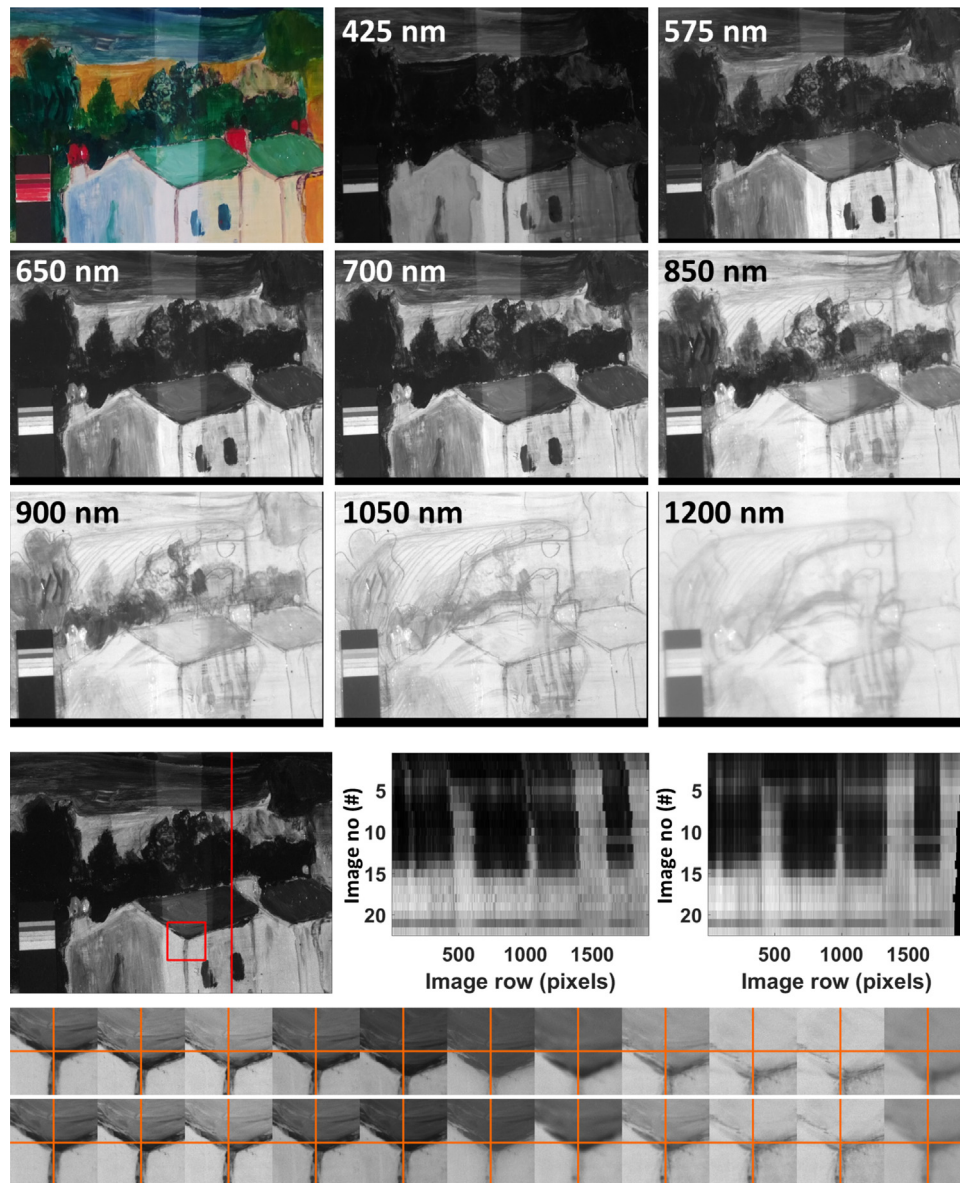 425 nm
575 nm
650 nm
700 nm
850 nm
900 nm
1050 nm
1200 nm
Image no (#)
5
10
15
20
500
1000
1500
Image row (pixels)
Image no (#)
5
10
15
20
500
1000
1500
Image row (pixels)